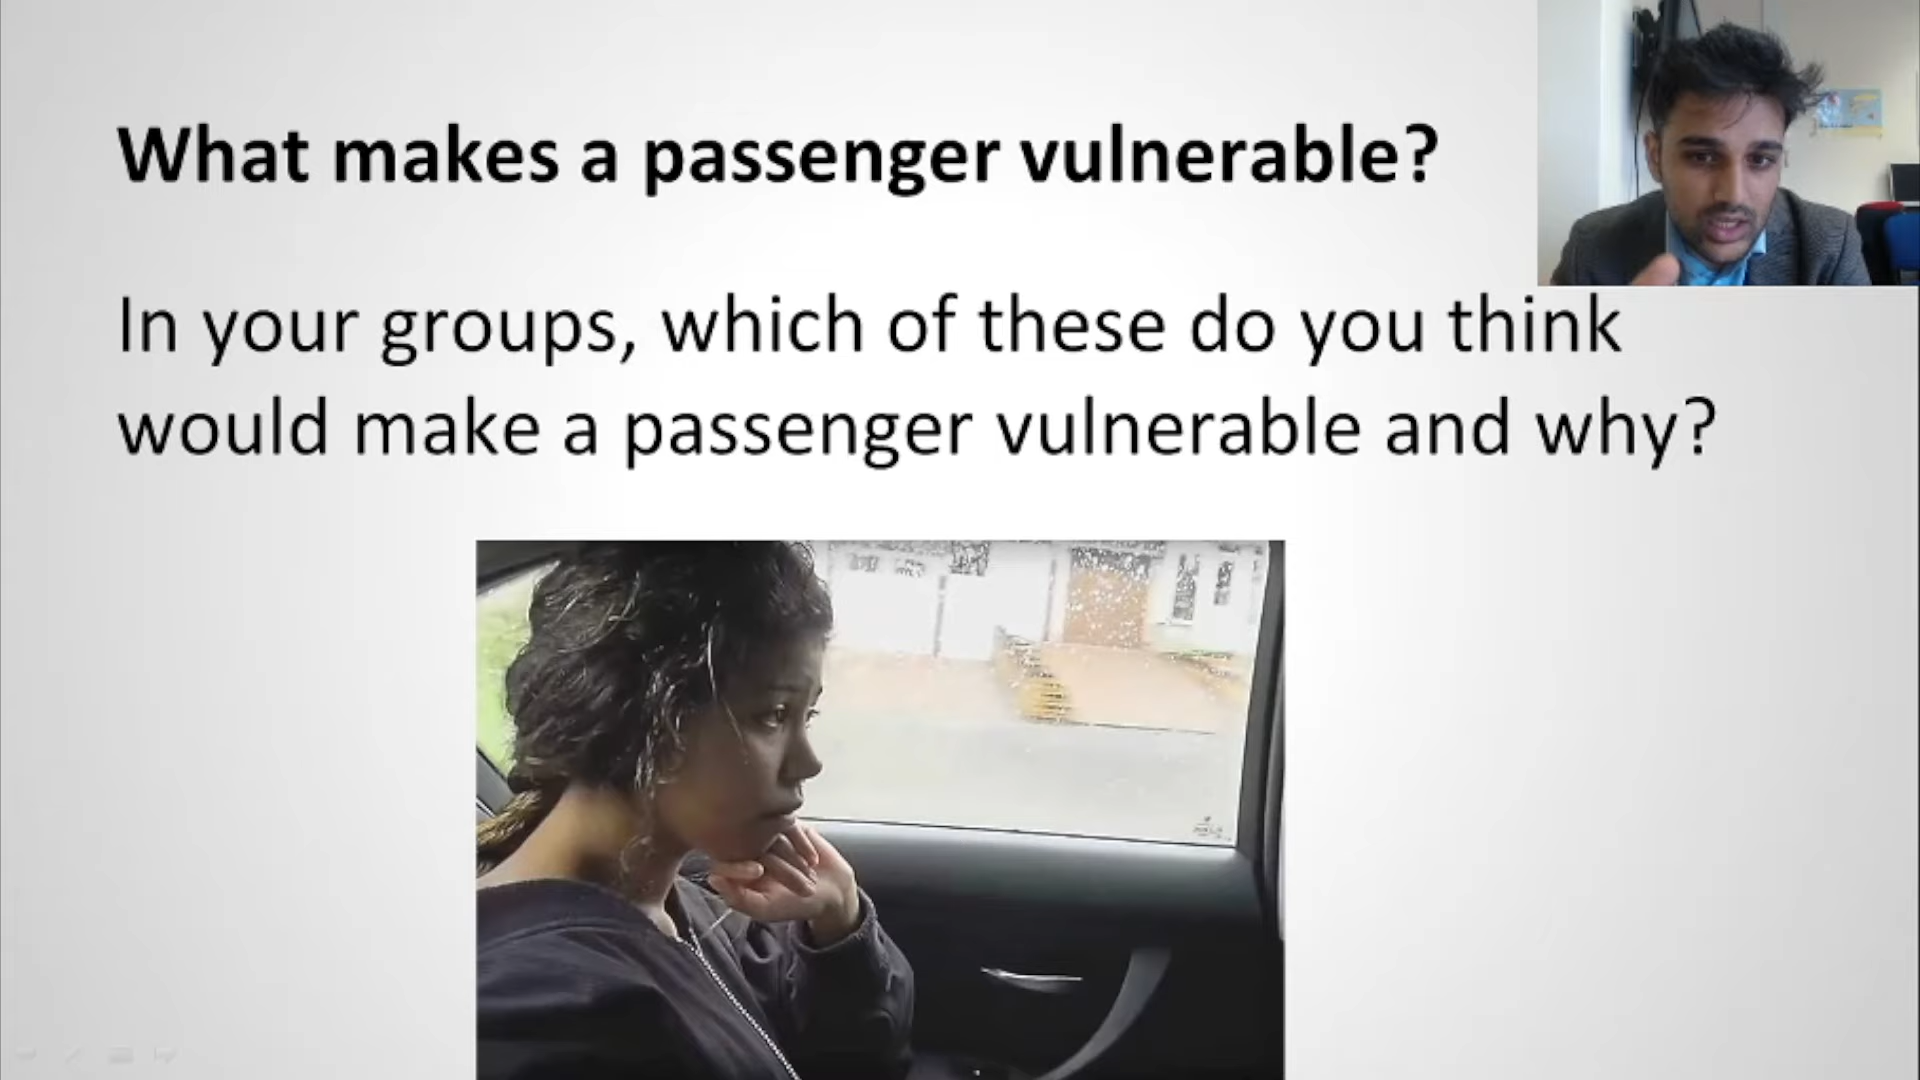 What makes a passenger vulnerable?
In your groups, which of these do you think
would make a passenger vulnerable and why?